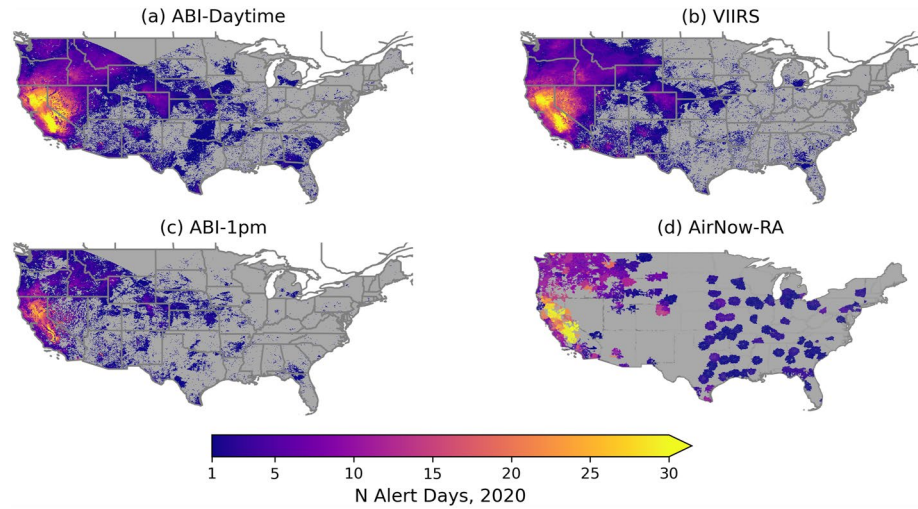 (a) ABI-Daytime
(b) VIIRS
(c) ABI-1pm
(d) AirNow-RA
1 5 10 15 20 25 30
N Alert Days, 2020